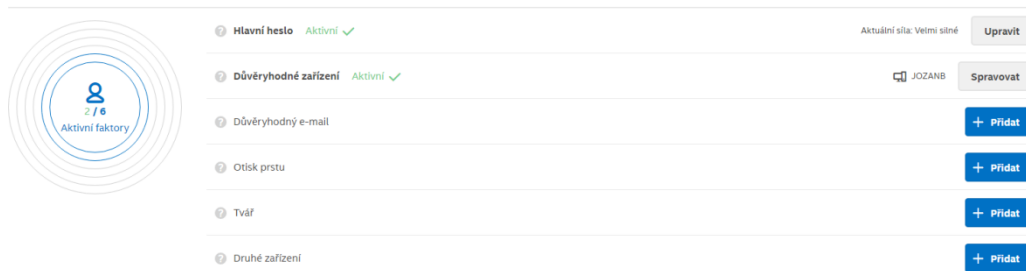 Hlavní heslo Aktivní Aktuální síla: Velmi silné Upravit
Důvěryhodné zařízení Aktivní JOZANB Spravovat
2 / 6
Aktivní faktory
Důvěryhodný e-mail + Přidat
Otisk prstu + Přidat
Tvář + Přidat
Druhé zařízení + Přidat